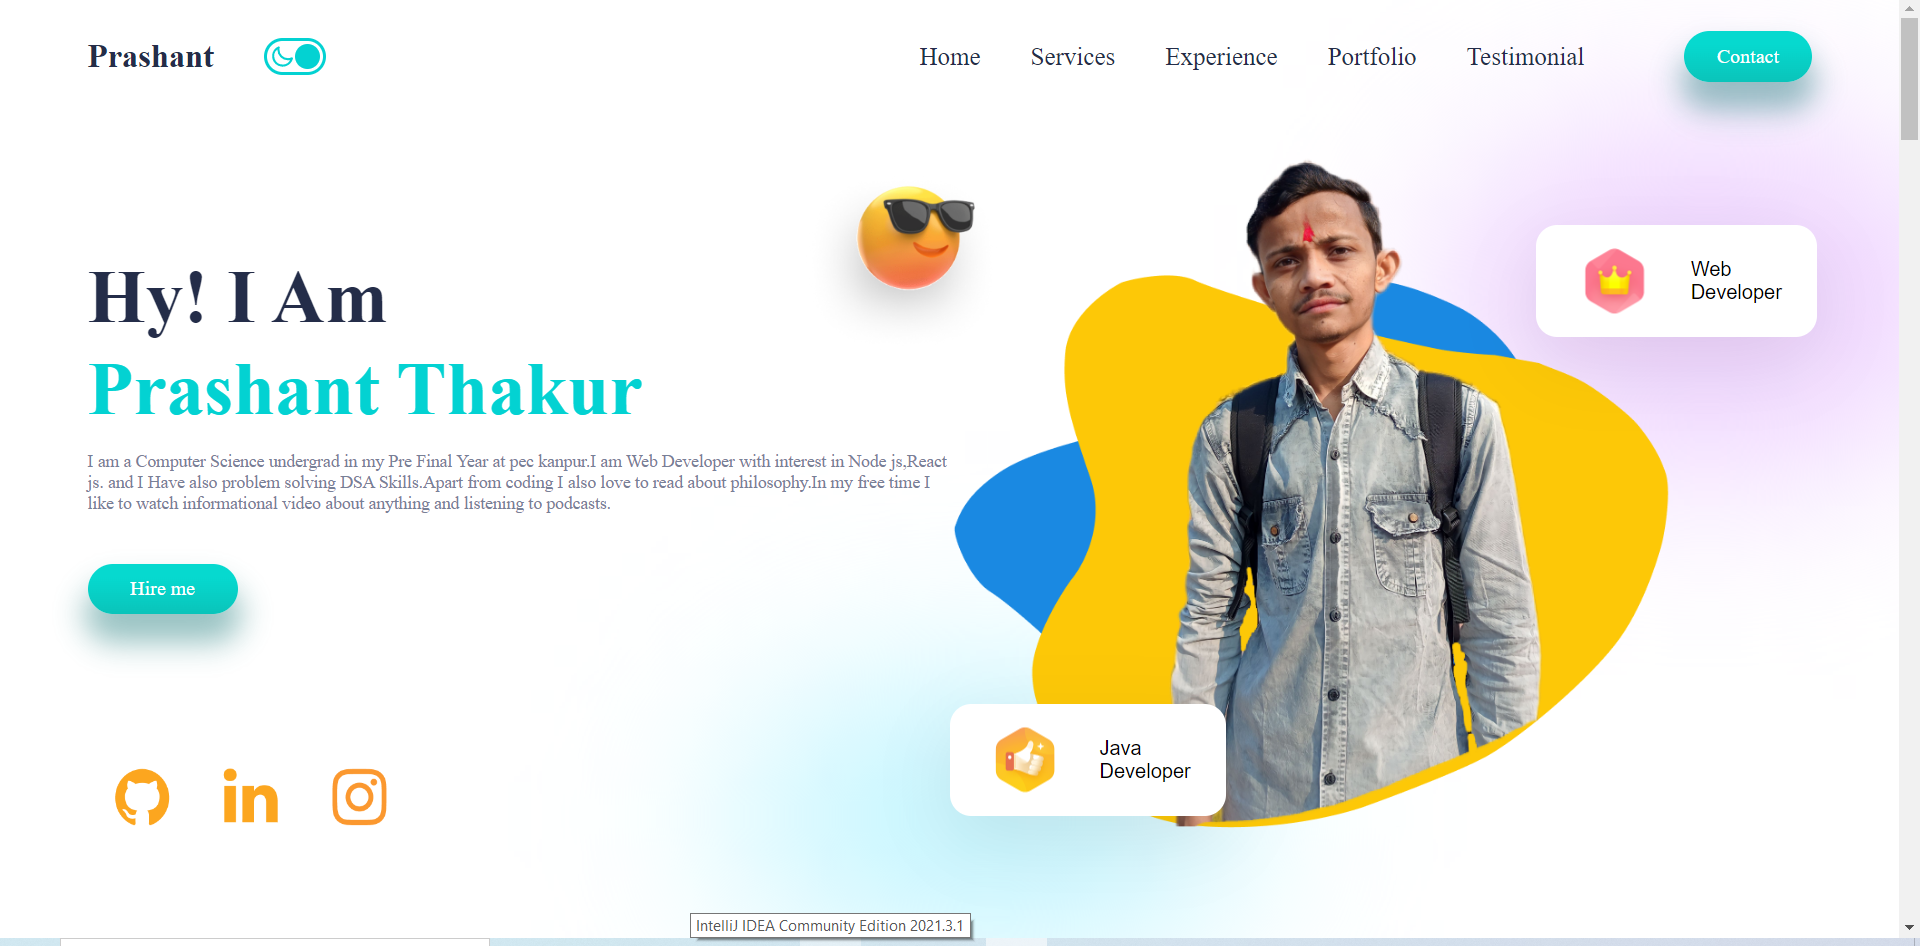 Prashant
Home Services Experience Portfolio Testimonial Contact
Hy! I Am
Prashant Thakur
I am a Computer Science undergrad in my Pre Final Year at pec kanpur.I am Web Developer with interest in Node js,React
js. and I Have also problem solving DSA Skills.Apart from coding I also love to read about philosophy.In my free time I
like to watch informational video about anything and listening to podcasts.
Hire me
in
Web
Developer
Java
Developer
IntelliJ IDEA Community Edition 2021.3.1